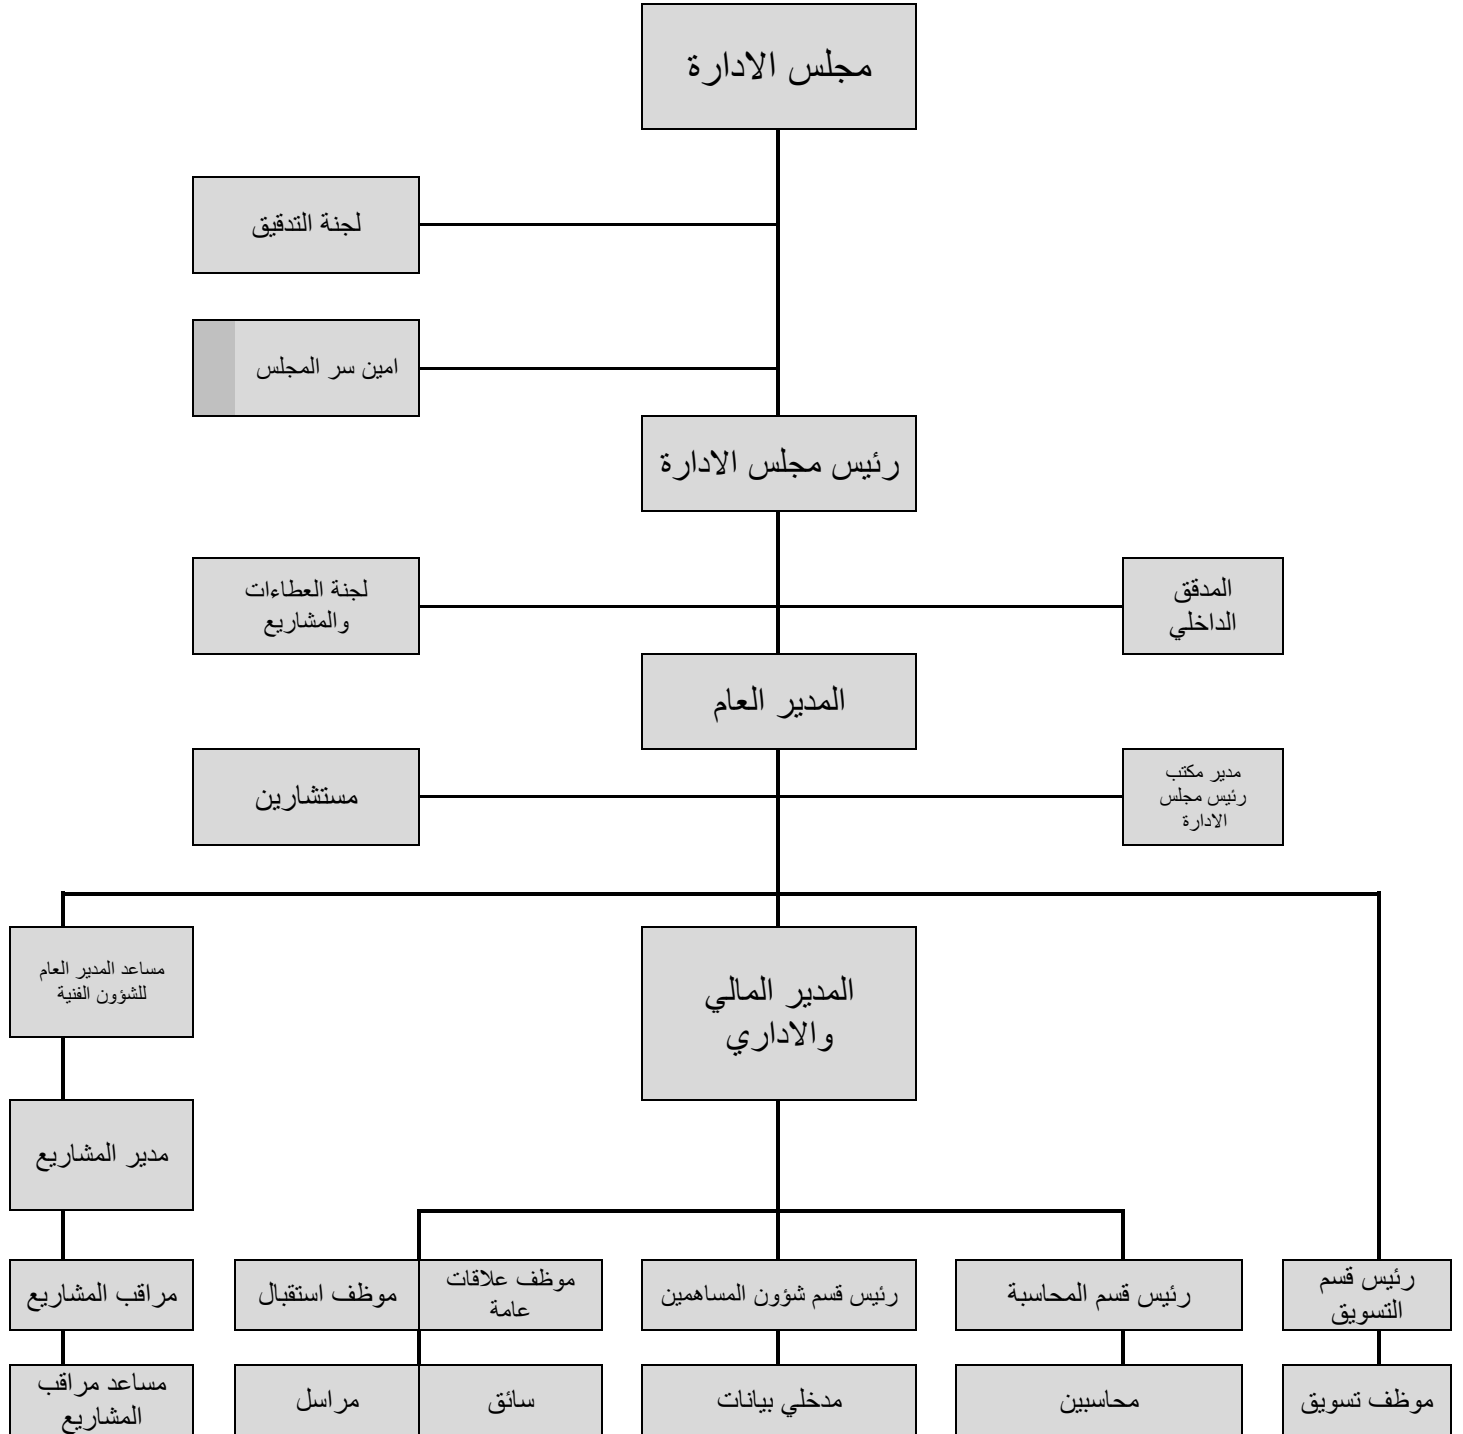 مجلس الادارة
لجنة التدقيق
امين سر المجلس
رئيس مجلس الادارة
المدقق
الداخلي
لجنة العطاءات
والمشاريع
المدير العام
مدير مكتب
رئيس مجلس
الادارة
مستشارين
المدير المالي
والاداري
مساعد المدير العام
للشؤون الفنية
مدير المشاريع
رئيس قسم
التسويق
رئيس قسم المحاسبة
رئيس قسم شؤون المساهمين
موظف علاقات
عامة
موظف استقبال
مراقب المشاريع
موظف تسويق
محاسبين
مدخلي بيانات
سائق
مراسل
مساعد مراقب
المشاريع